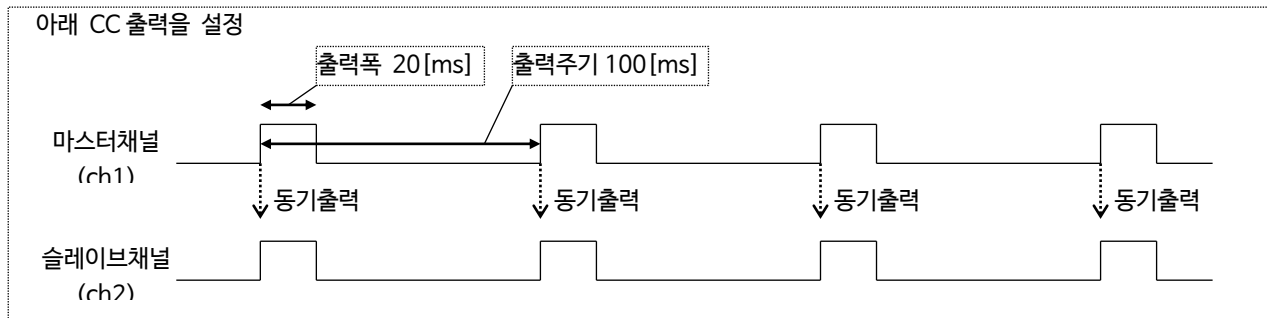 아래 CC 출력을 설정
출력폭 20[ms]
출력주기 100[ms]
마스터채널
(ch1)
동기출력
동기출력
동기출력
동기출력
슬레이브채널
(ch2)